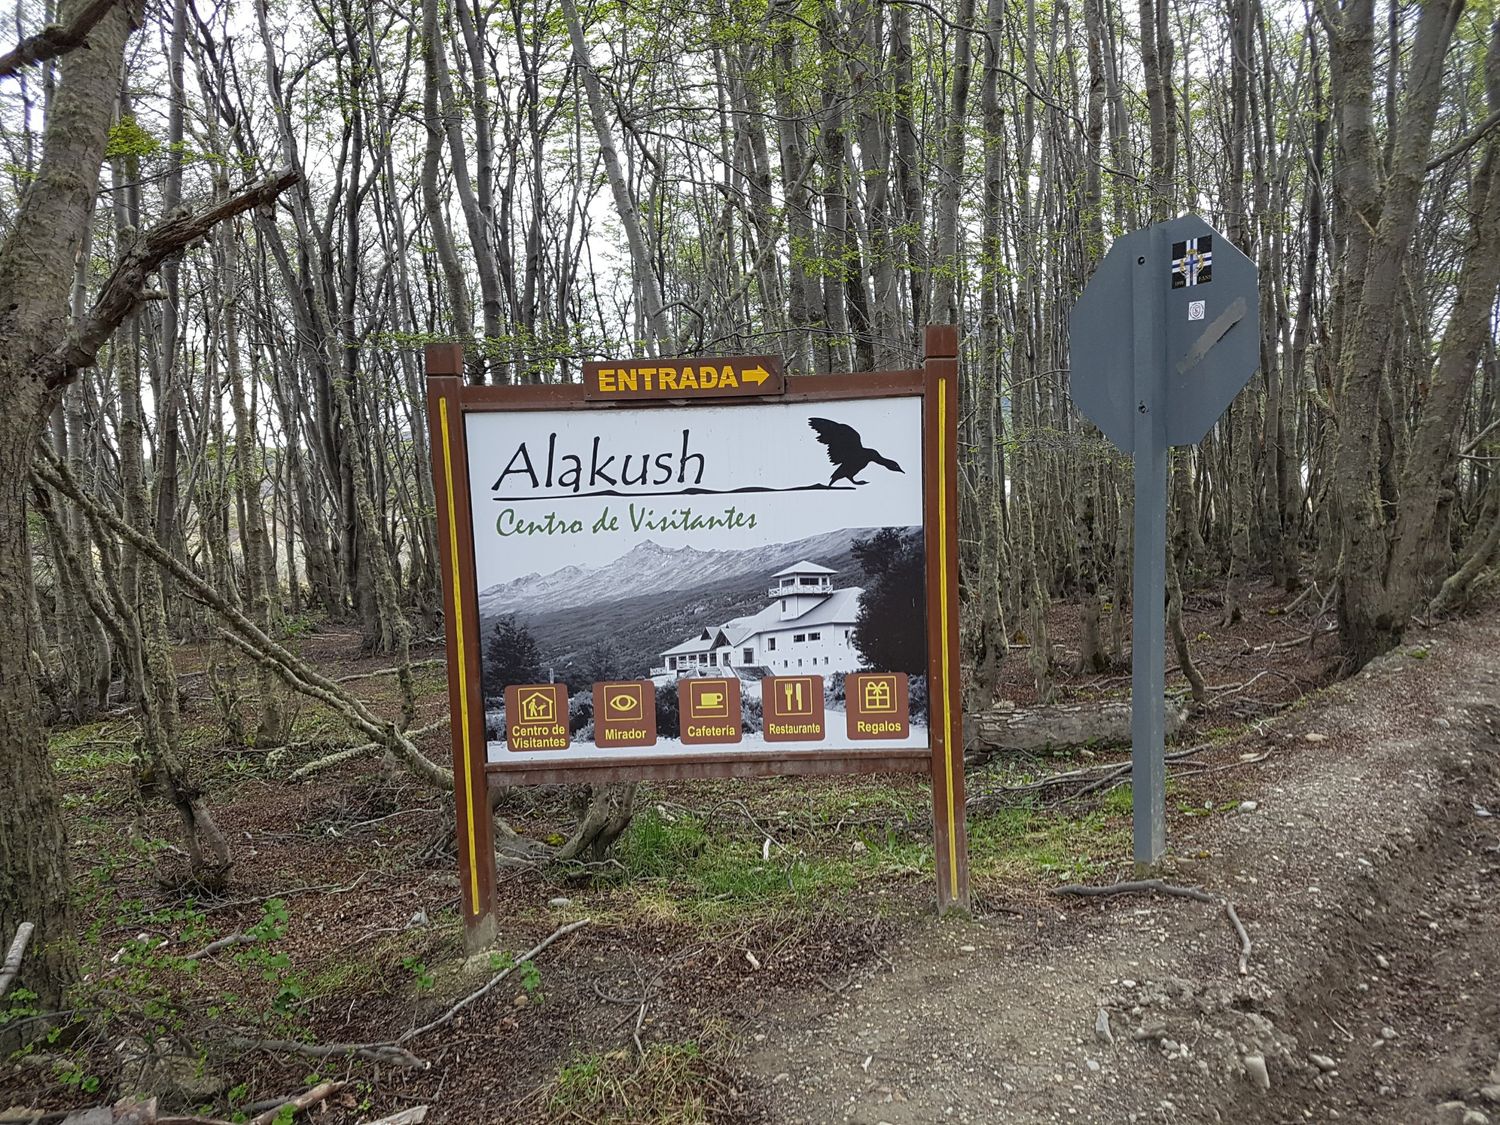 ENTRADA
Alakush
Centro de Visitantes
Centro de
Visitantes
Mirador
Cafetería
Restaurante
Regalos